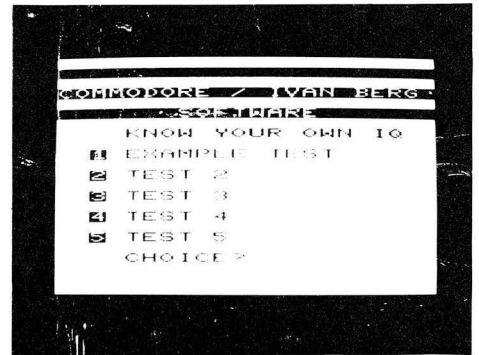 COMMODORE / IVAN BERG
SOFTWARE
KNOW YOUR OWN IQ
1 EXAMPLE TEST
2 TEST 2
3 TEST 3
4 TEST 4
5 TEST 5
CHOICE?